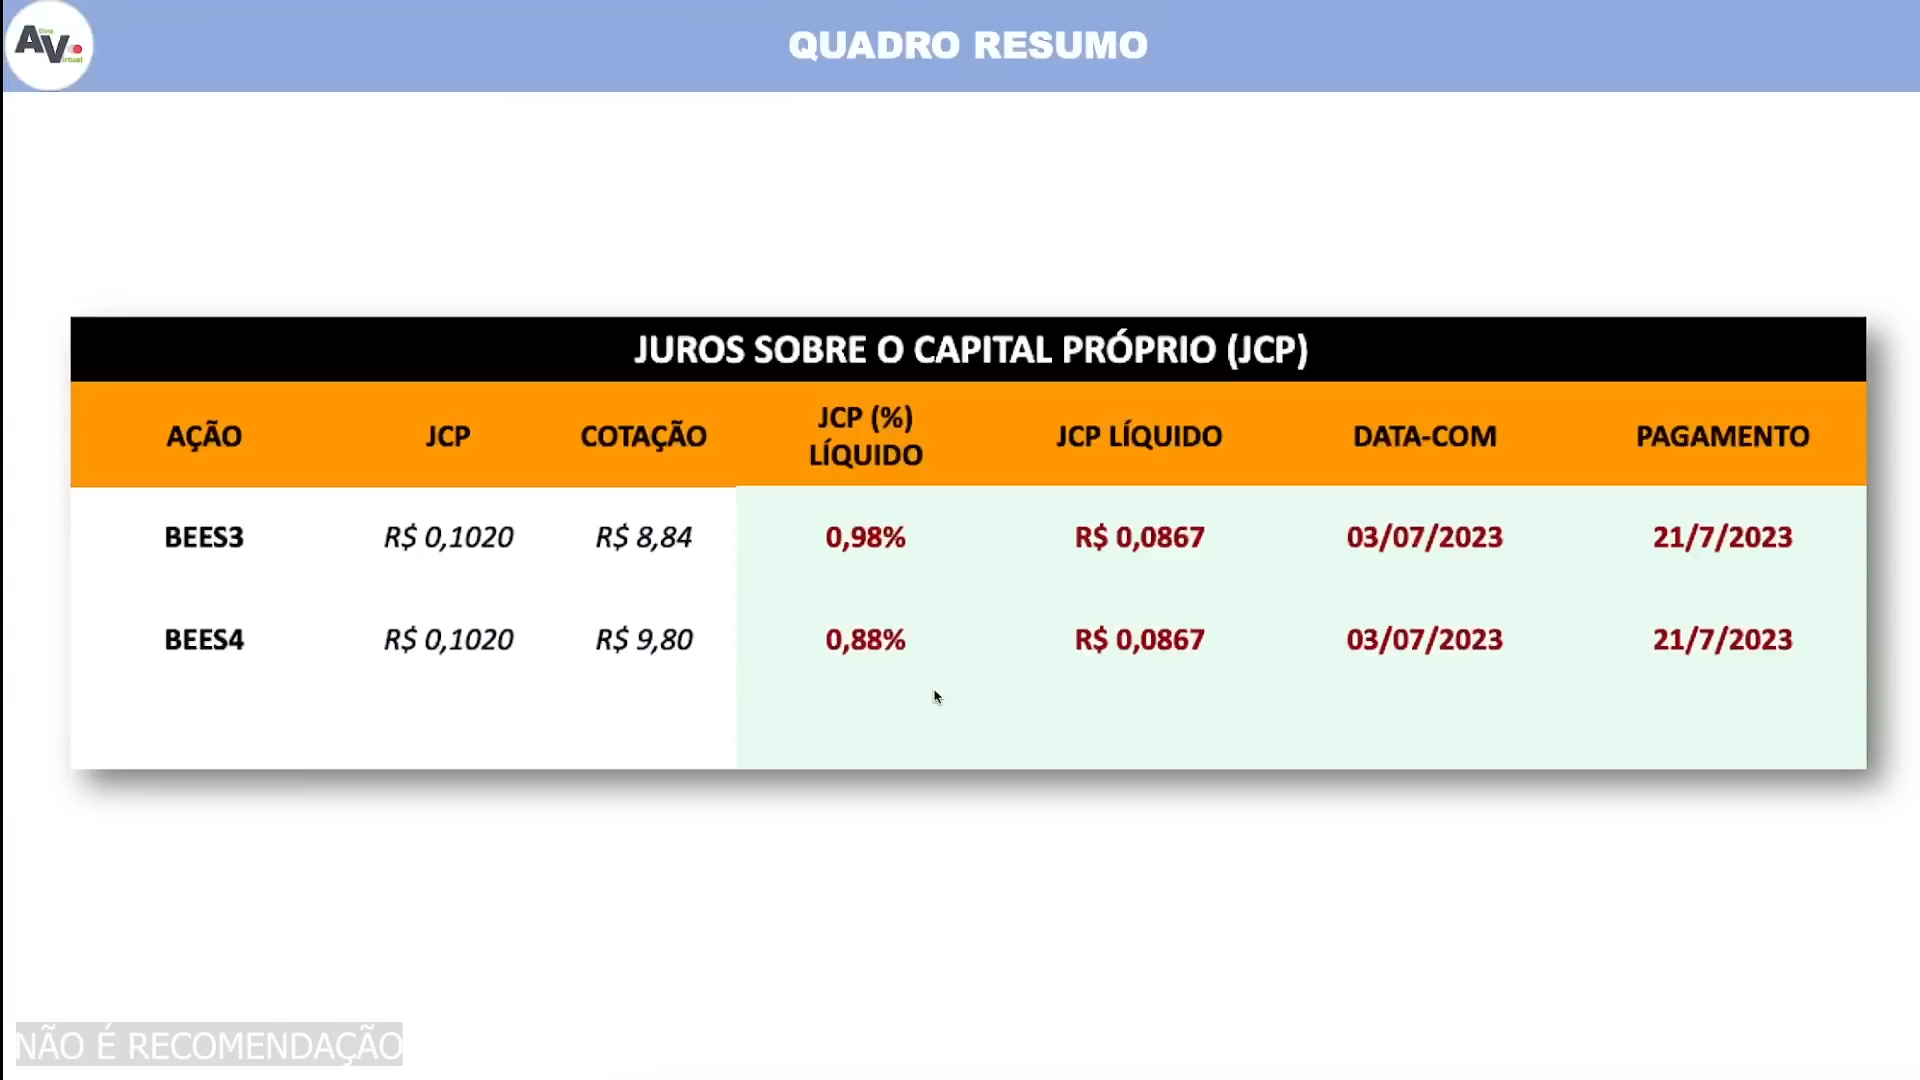 Ativo
Virtual
QUADRO RESUMO
JUROS SOBRE O CAPITAL PRÓPRIO (JCP)
AÇÃO JCP COTAÇÃO JCP (%) LÍQUIDO JCP LÍQUIDO DATA-COM PAGAMENTO
BEES3 R$ 0,1020 R$ 8,84 0,98% R$ 0,0867 03/07/2023 21/7/2023
BEES4 R$ 0,1020 R$ 9,80 0,88% R$ 0,0867 03/07/2023 21/7/2023
NÃO É RECOMENDAÇÃO